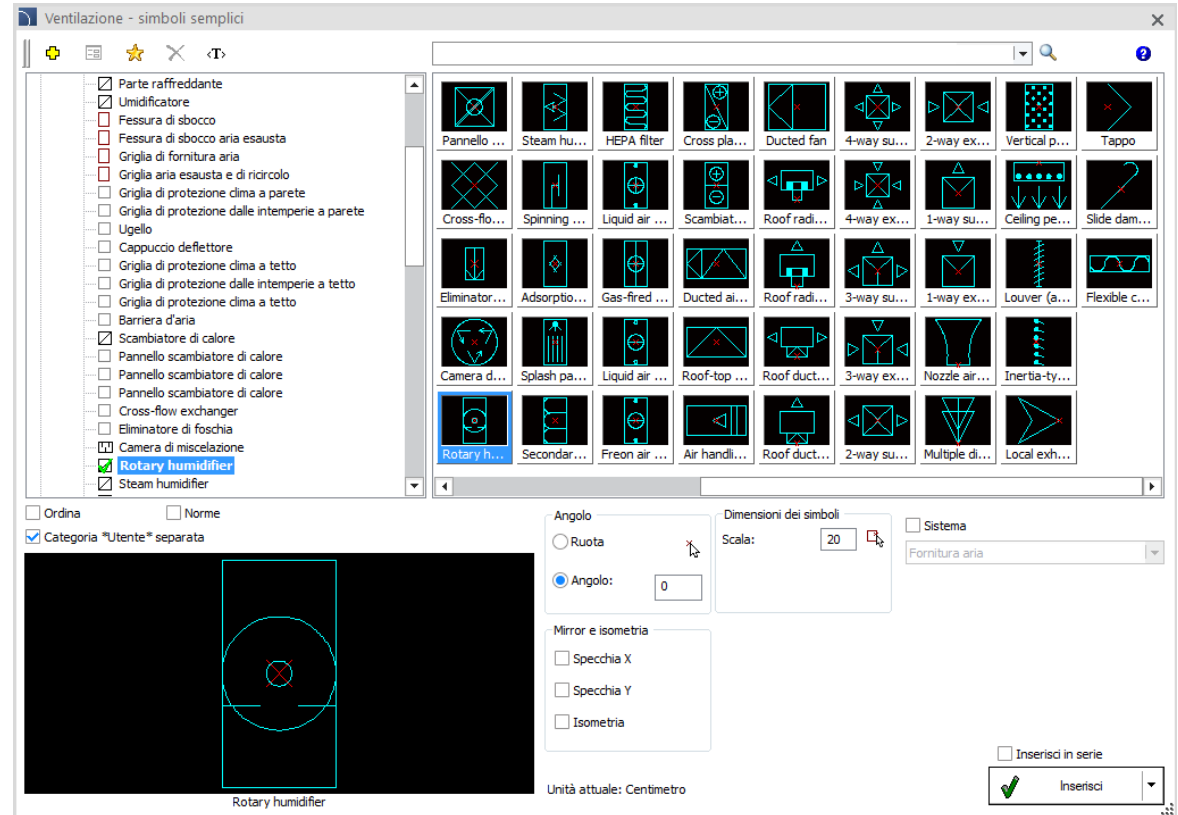 Ventilazione - simboli semplici
<T>
Parte raffreddante
Umidificatore
Fessura di sbocco
Fessura di sbocco aria esausta
Griglia di fornitura aria
Griglia aria esausta e di ricircolo
Griglia di protezione clima a parete
Griglia di protezione dalle intemperie a parete
Ugello
Cappuccio deflettore
Griglia di protezione clima a tetto
Griglia di protezione dalle intemperie a tetto
Griglia di protezione clima a tetto
Barriera d'aria
Scambiatore di calore
Pannello scambiatore di calore
Pannello scambiatore di calore
Pannello scambiatore di calore
Cross-flow exchanger
Eliminatore di foschia
Camera di miscelazione
Rotary humidifier
Steam humidifier
Pannello ... Steam hu... HEPA filter Cross pla... Ducted fan 4-way su... 2-way ex... Vertical p... Tappo
Cross-flo... Spinning ... Liquid air ... Scambiat... Roof radi... 4-way ex... 1-way su... Ceiling pe... Slide dam...
Eliminator... Adsorptio... Gas-fired ... Ducted ai... Roof radi... 3-way su... 1-way ex... Louver (a... Flexible c...
Camera d... Splash pa... Liquid air ... Roof-top ... Roof duct... 3-way ex... Nozzle air... Inertia-ty...
Rotary h... Secondar... Freon air ... Air handli... Roof duct... 2-way su... Multiple di... Local exh...
Ordina Norme
Categoria *Utente* separata
Rotary humidifier
Angolo
Ruota
Angolo: 0
Dimensioni dei simboli
Scala: 20
Sistema
Fornitura aria
Mirror e isometria
Specchia X
Specchia Y
Isometria
Unità attuale: Centimetro
Inserisci in serie
Inserisci